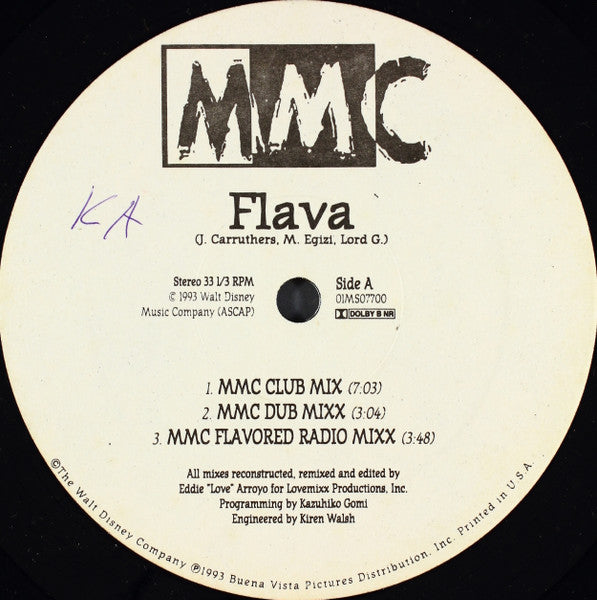 MMC
KA
Flava
(J. Carruthers, M. Egizi, Lord G.)
Stereo 33 1/3 RPM
© 1993 Walt Disney
Music Company (ASCAP)
Side A
01MS07700
DOLBY B NR
1. MMC CLUB MIX (7:03)
2. MMC DUB MIXX (3:04)
3. MMC FLAVORED RADIO MIXX (3:48)
All mixes reconstructed, remixed and edited by
Eddie "Love" Arroyo for Lovemixx Productions, Inc.
Programming by Kazuhiko Gomi
Engineered by Kiren Walsh
©The Walt Disney Company ℗1993 Buena Vista Pictures Distribution, Inc. Printed in U.S.A.